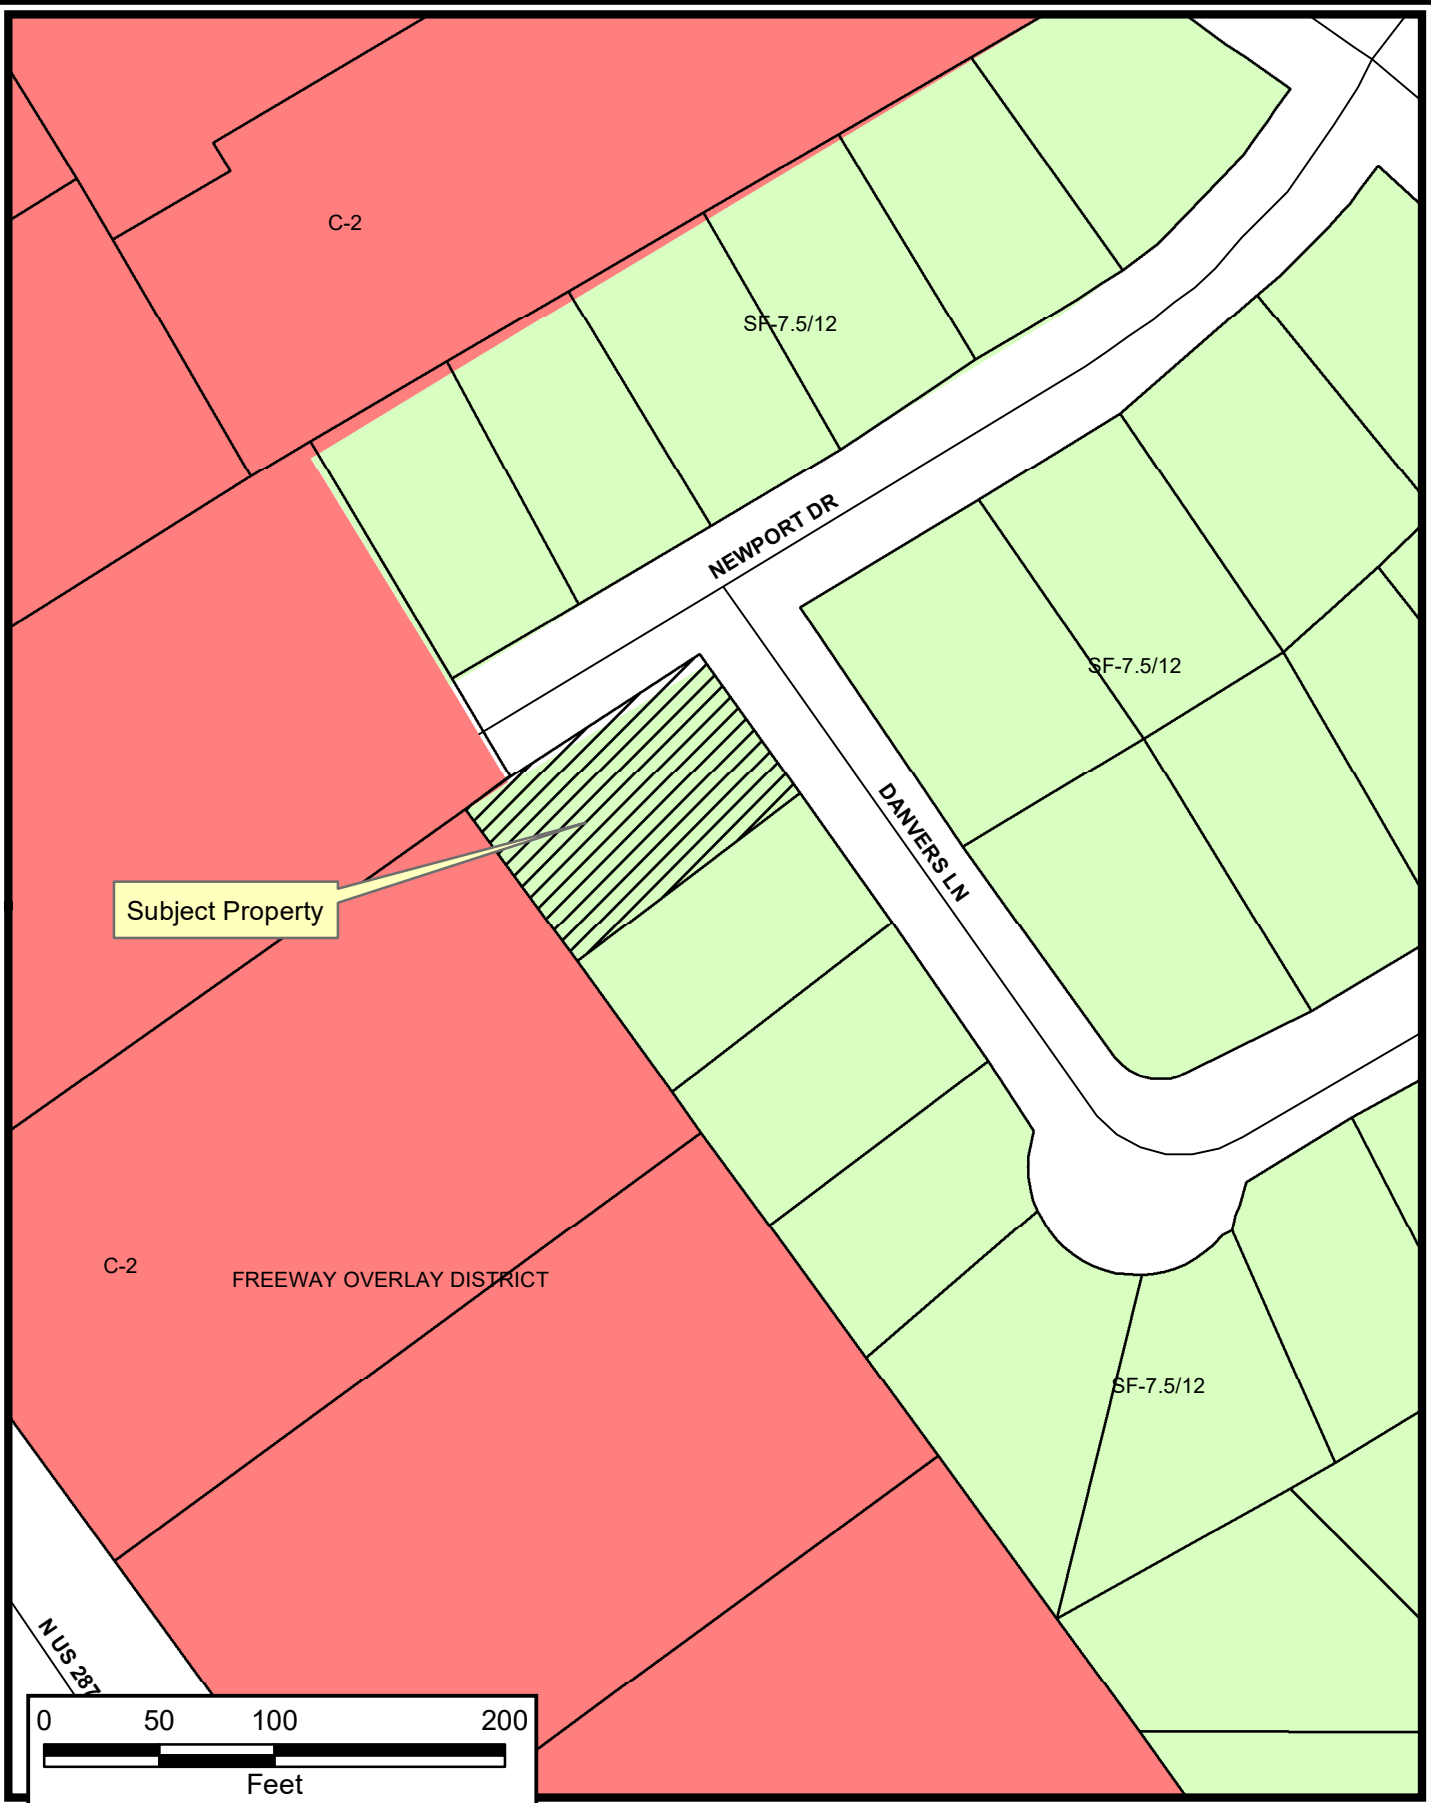 C-2
SF-7.5/12
NEWPORT DR
SF-7.5/12
DANVERS LN
Subject Property
C-2
FREEWAY OVERLAY DISTRICT
SF-7.5/12
N US 287
0 50 100 200
Feet